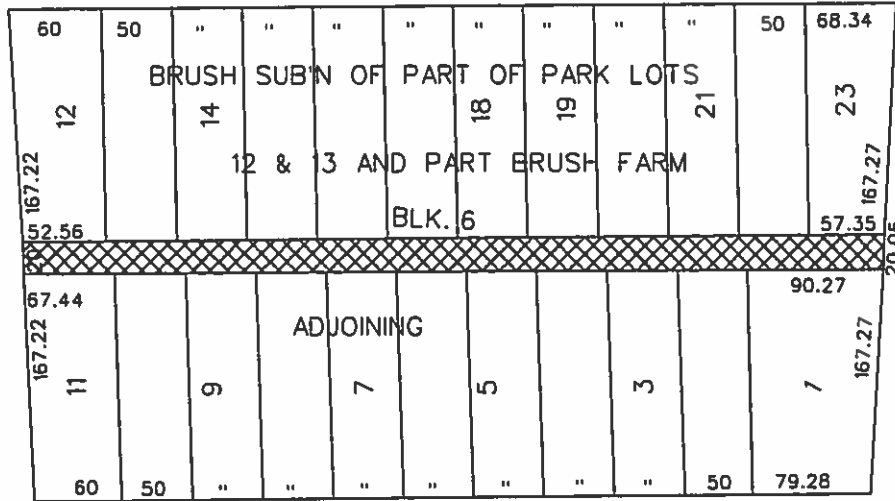 60 50 " " " " " " " " 50 68.34
BRUSH SUB'N OF PART OF PARK LOTS
12 14 18 19 21 23
12 & 13 AND PART BRUSH FARM
167.22 167.27
BLK. 6
52.56 57.35
20' 20.06
67.44 90.27
ADJOINING
167.22 167.27
11 9 7 5 3 1
60 50 " " " " " " " 50 79.28